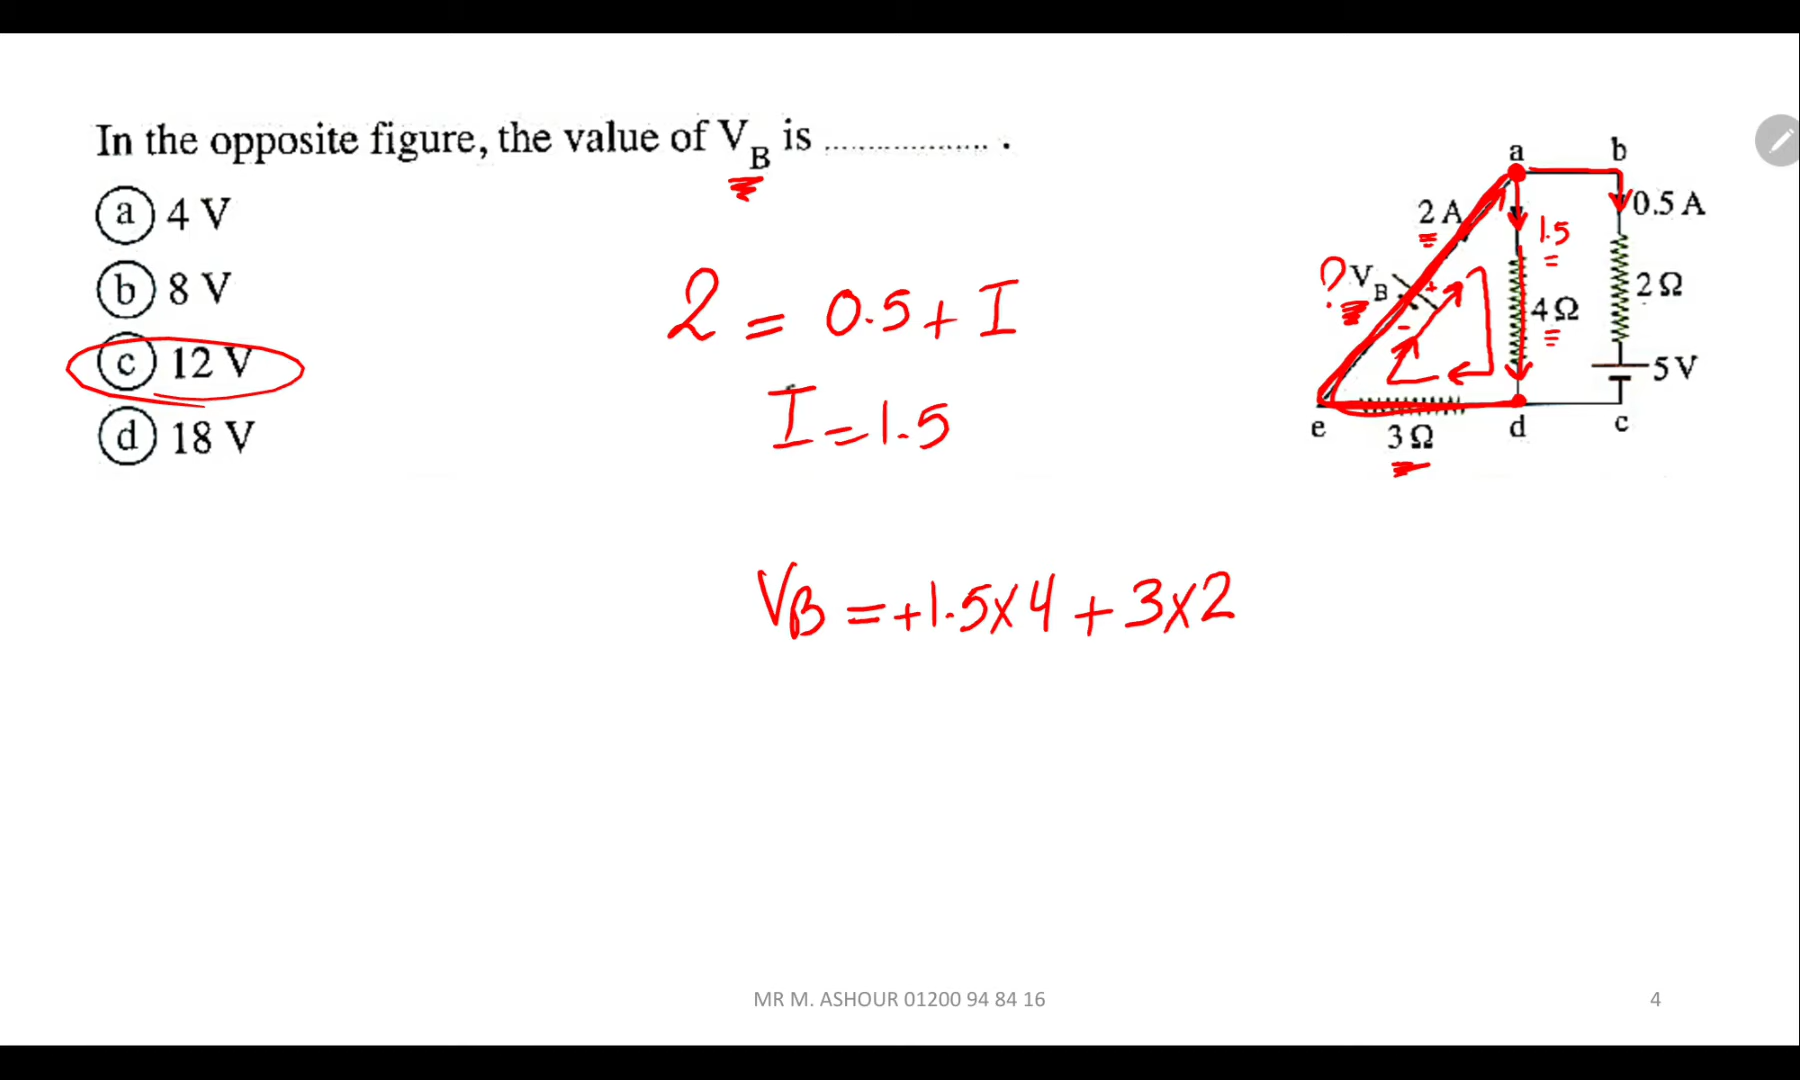 In the opposite figure, the value of V_B is .................. .
(a) 4 V
(b) 8 V
(c) 12 V
(d) 18 V
2 = 0.5 + I
I = 1.5
V_B = +1.5×4 + 3×2
a b
2 A 0.5 A
1.5
? V_B
+
-
4 Ω 2 Ω
5 V
e 3 Ω d c
MR M. ASHOUR 01200 94 84 16 4